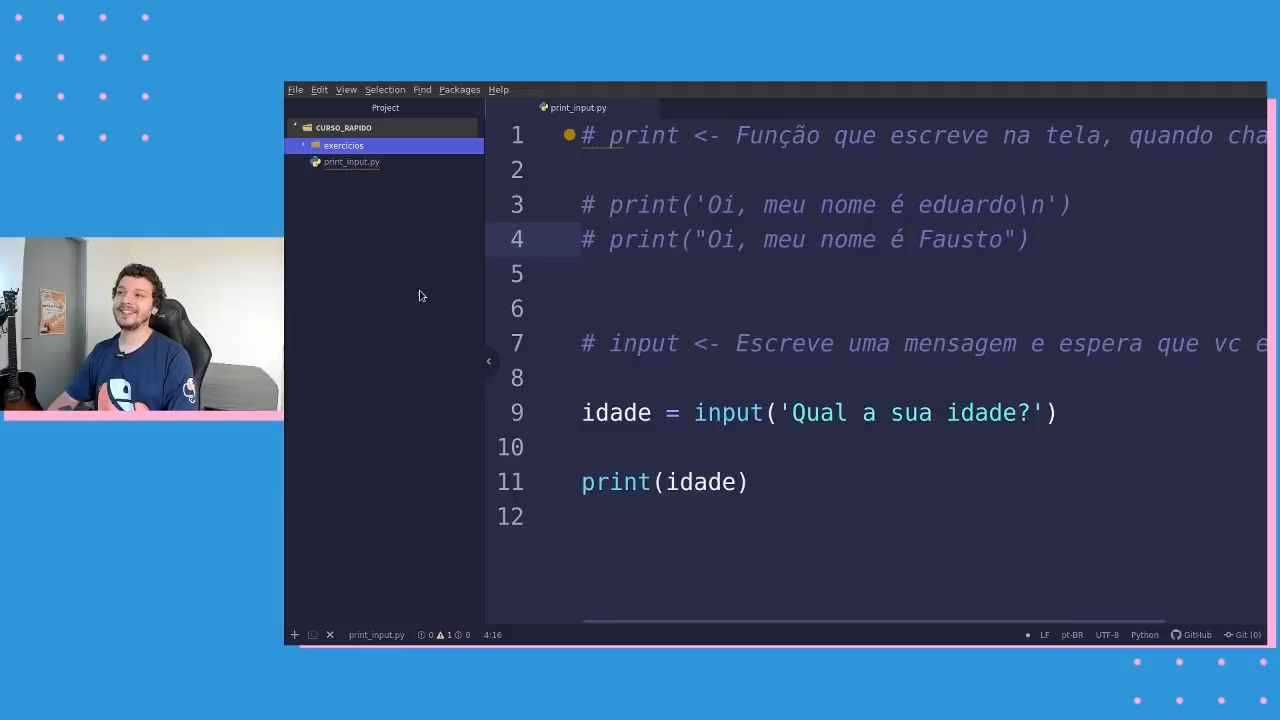 File Edit View Selection Find Packages Help
Project
print_input.py
CURSO_RAPIDO
exercicios
print_input.py
1 # print <- Função que escreve na tela, quando cha
2
3 # print('Oi, meu nome é eduardo\n')
4 # print("Oi, meu nome é Fausto")
5
6
7 # input <- Escreve uma mensagem e espera que vc e
8
9 idade = input('Qual a sua idade?')
10
11 print(idade)
12
print_input.py 0 1 0 4:16 LF pt-BR UTF-8 Python GitHub Git (0)